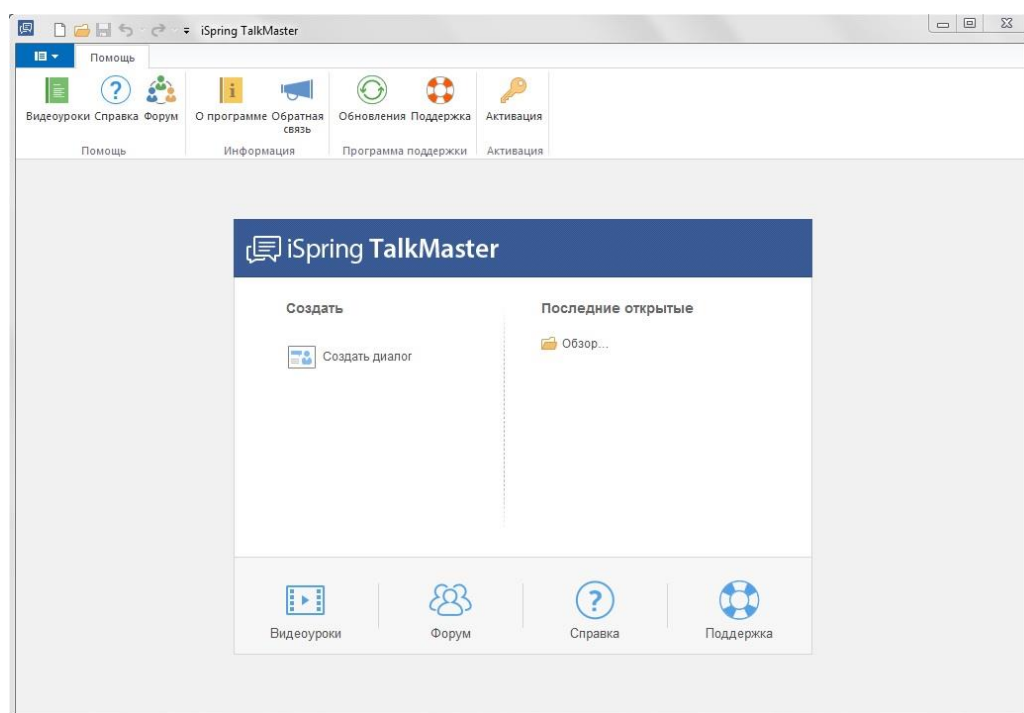 iSpring TalkMaster
Помощь
Видеоуроки Справка Форум О программе Обратная связь Обновления Поддержка Активация
Помощь Информация Программа поддержки Активация
iSpring TalkMaster
Создать Последние открытые
Создать диалог Обзор...
Видеоуроки Форум Справка Поддержка